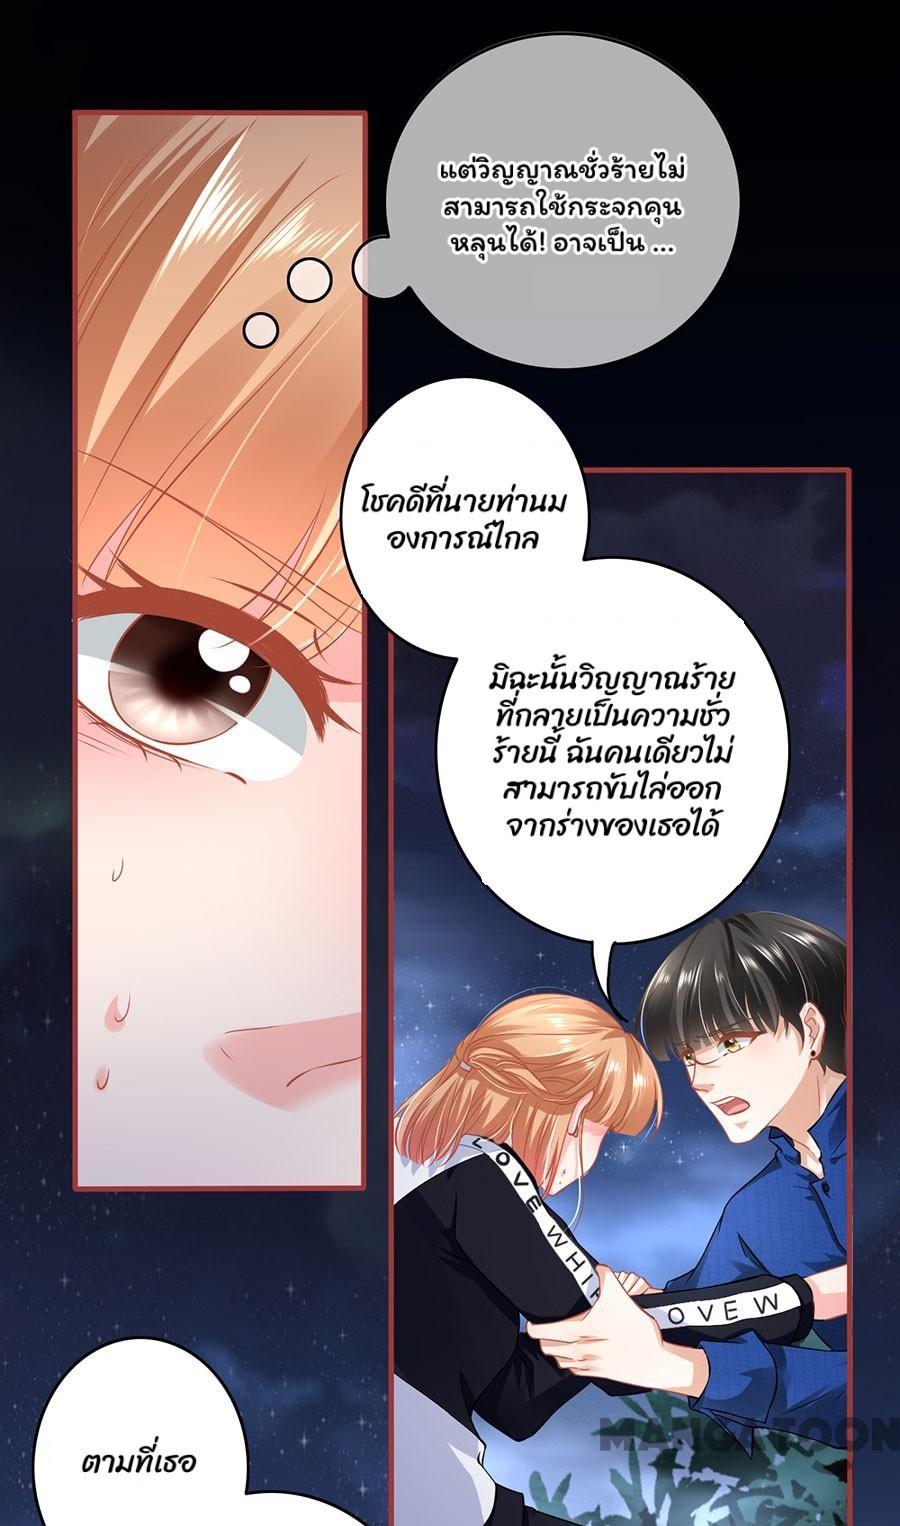 แต่วิญญาณชั่วร้ายไม่
สามารถใช้กระจกคุน
หลุนได้! อาจเป็น ...
โชคดีที่นายท่านม
องการณ์ไกล
มิฉะนั้นวิญญาณร้าย
ที่กลายเป็นความชั่ว
ร้ายนี้ ฉันคนเดียวไม่
สามารถขับไล่ออก
จากร่างของเธอได้
LOVE WHIT
LOVE W
MANGATOON
ตามที่เธอ